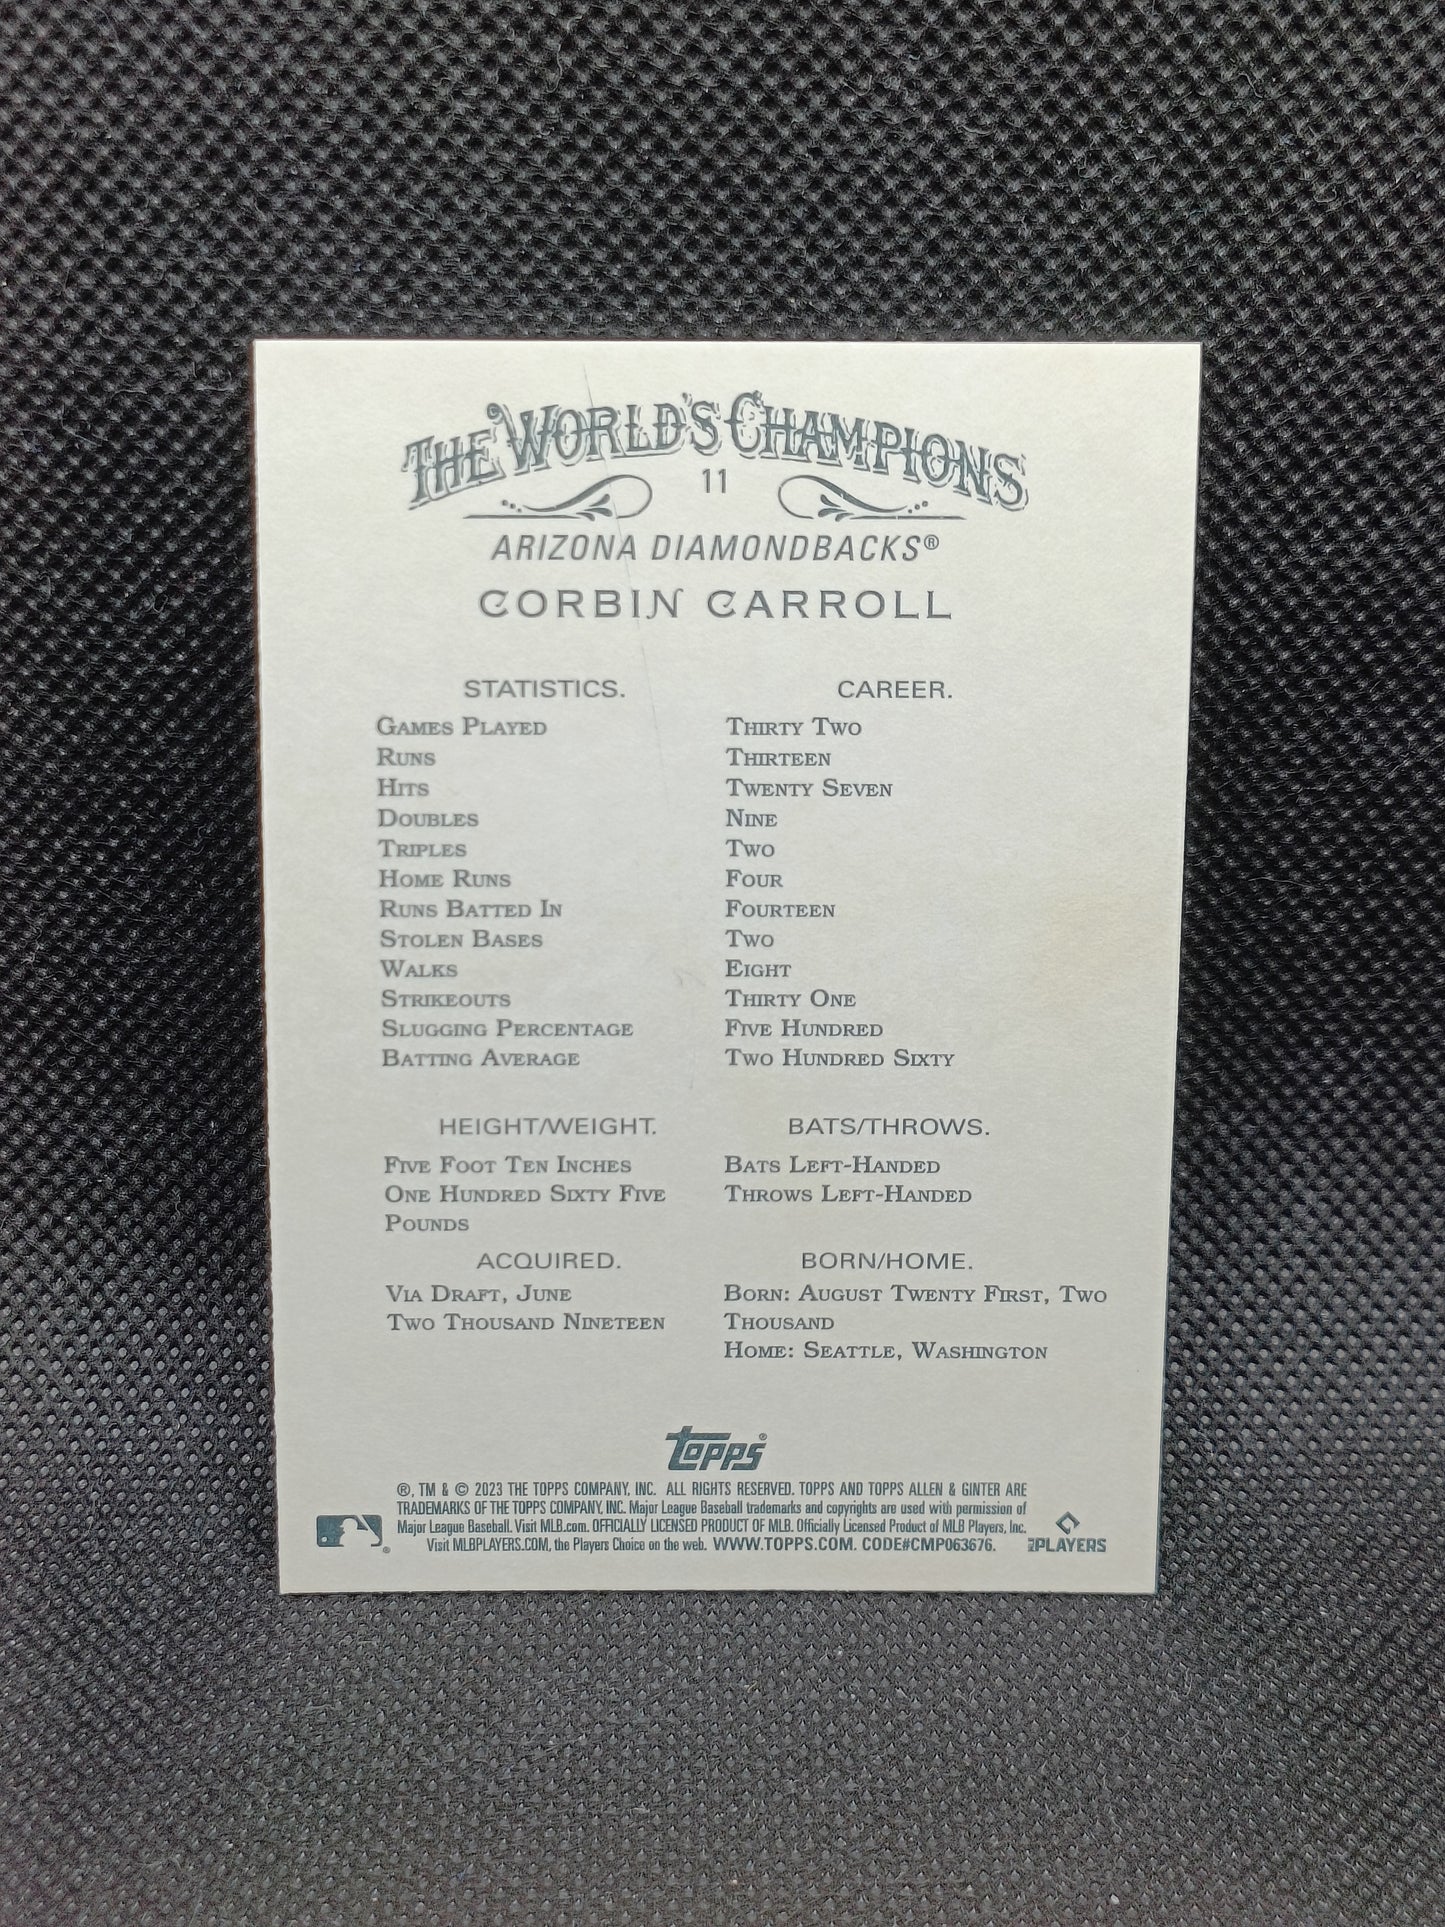 The World's Champions
11
ARIZONA DIAMONDBACKS®
CORBIN CARROLL
STATISTICS. CAREER.
Games Played Thirty Two
Runs Thirteen
Hits Twenty Seven
Doubles Nine
Triples Two
Home Runs Four
Runs Batted In Fourteen
Stolen Bases Two
Walks Eight
Strikeouts Thirty One
Slugging Percentage Five Hundred
Batting Average Two Hundred Sixty
HEIGHT/WEIGHT. BATS/THROWS.
Five Foot Ten Inches Bats Left-Handed
One Hundred Sixty Five Throws Left-Handed
Pounds
ACQUIRED. BORN/HOME.
Via Draft, June Born: August Twenty First, Two
Two Thousand Nineteen Thousand
Home: Seattle, Washington
topps®
®, TM & © 2023 THE TOPPS COMPANY, INC. ALL RIGHTS RESERVED. TOPPS AND TOPPS ALLEN & GINTER ARE
TRADEMARKS OF THE TOPPS COMPANY, INC. Major League Baseball trademarks and copyrights are used with permission of
Major League Baseball. Visit MLB.com. OFFICIALLY LICENSED PRODUCT OF MLB. Officially Licensed Product of MLB Players, Inc.
Visit MLBPLAYERS.COM, the Players Choice on the web. WWW.TOPPS.COM. CODE#CMP063676.
®
MLB PLAYERS